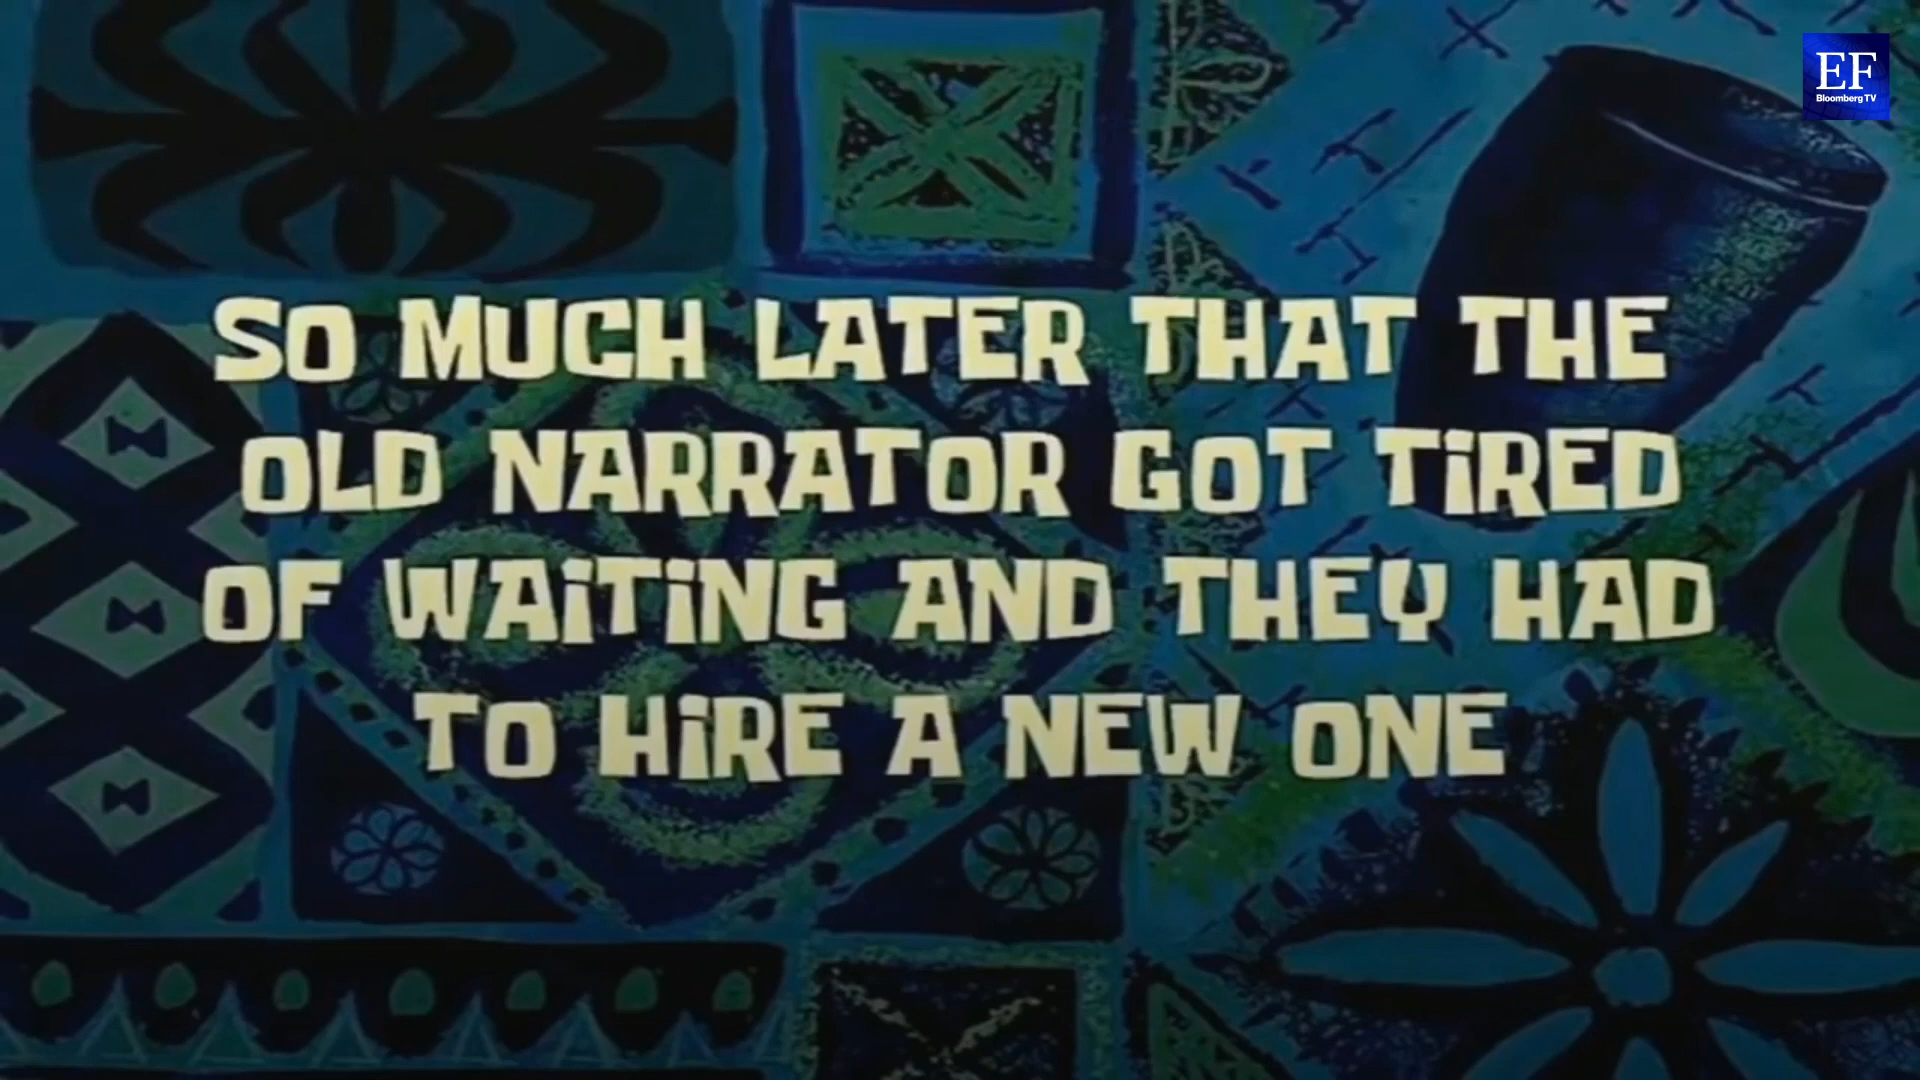 EF
Bloomberg TV
SO MUCH LATER THAT THE
OLD NARRATOR GOT TiRED
OF WAiTiNG AND THEY HAD
TO HiRE A NEW ONE